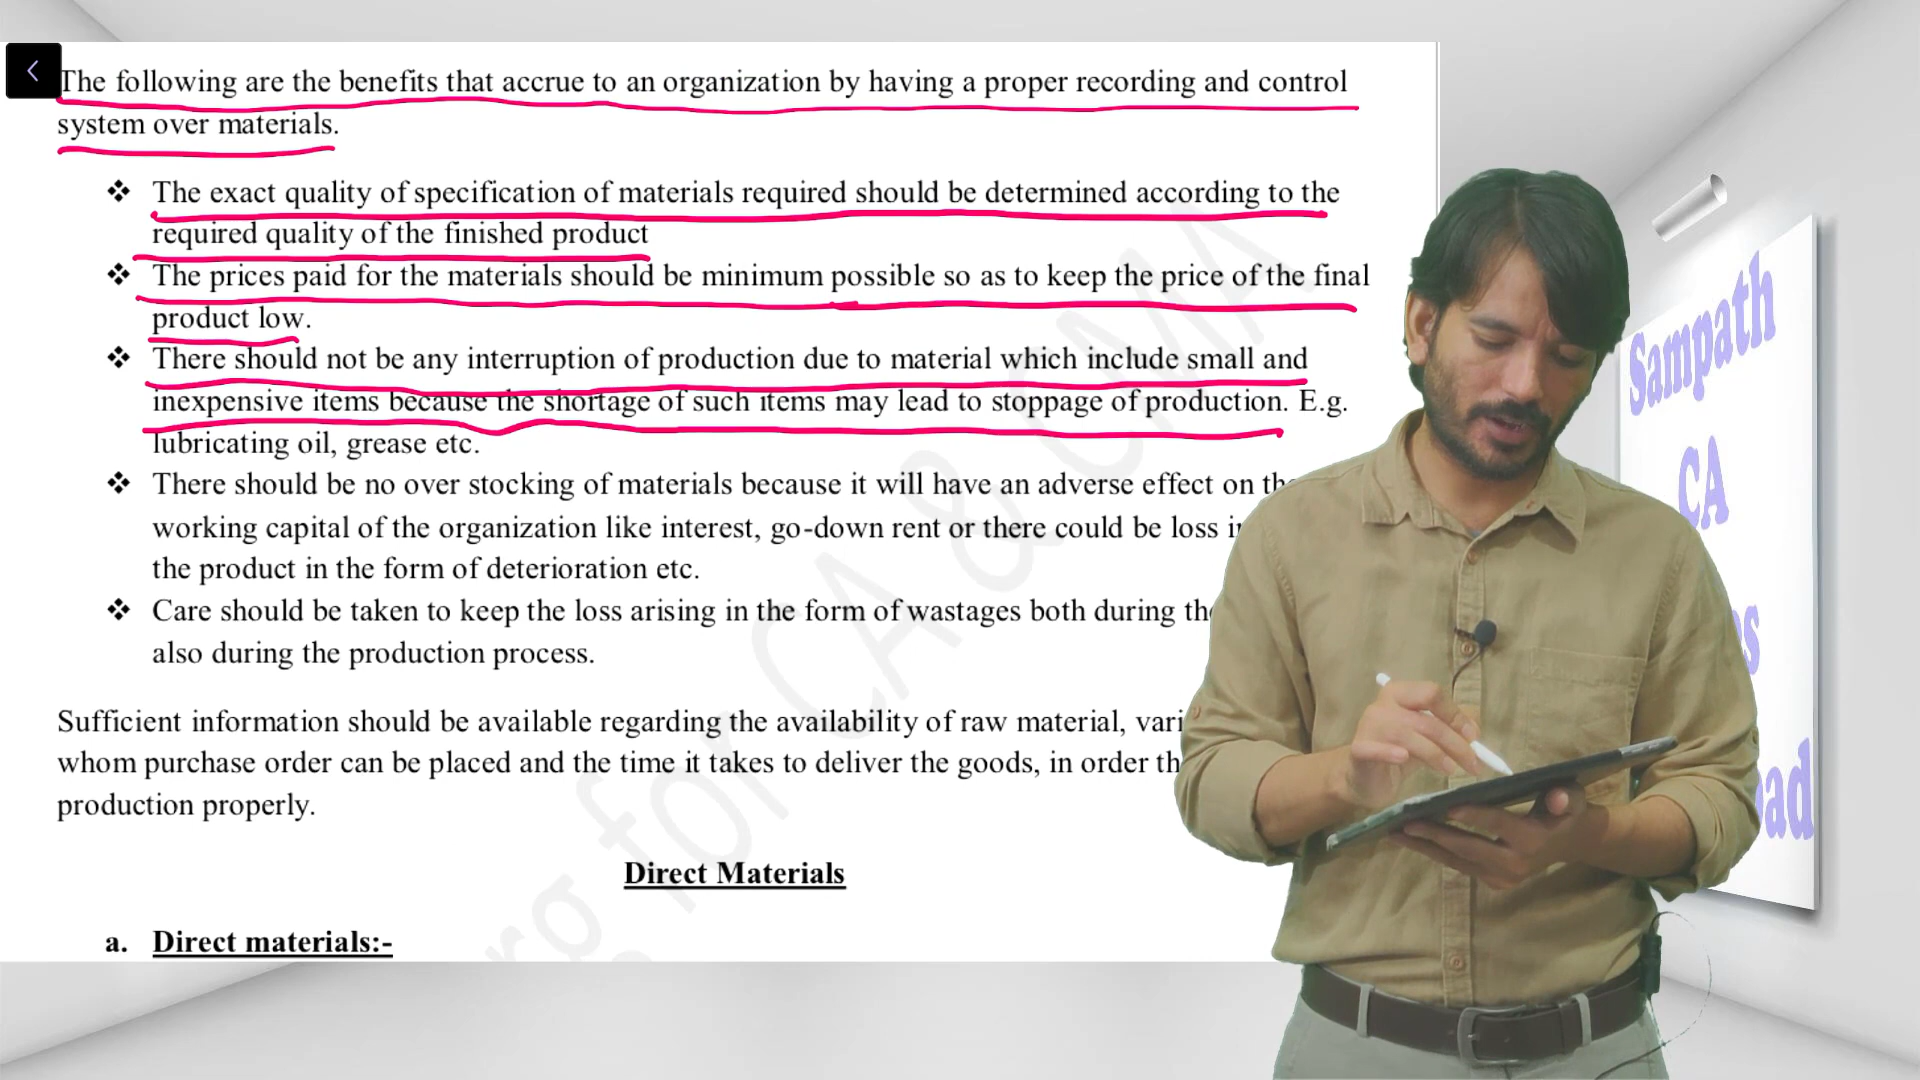 The following are the benefits that accrue to an organization by having a proper recording and control
system over materials.
❖ The exact quality of specification of materials required should be determined according to the
required quality of the finished product
❖ The prices paid for the materials should be minimum possible so as to keep the price of the final
product low.
❖ There should not be any interruption of production due to material which include small and
inexpensive items because the shortage of such items may lead to stoppage of production. E.g.
lubricating oil, grease etc.
❖ There should be no over stocking of materials because it will have an adverse effect on the
working capital of the organization like interest, go-down rent or there could be loss in
the product in the form of deterioration etc.
❖ Care should be taken to keep the loss arising in the form of wastages both during the
also during the production process.
Sufficient information should be available regarding the availability of raw material,
whom purchase order can be placed and the time it takes to deliver the goods, in order
production properly.
Direct Materials
a. Direct materials:-
for CA & CMA
Sampath
CA